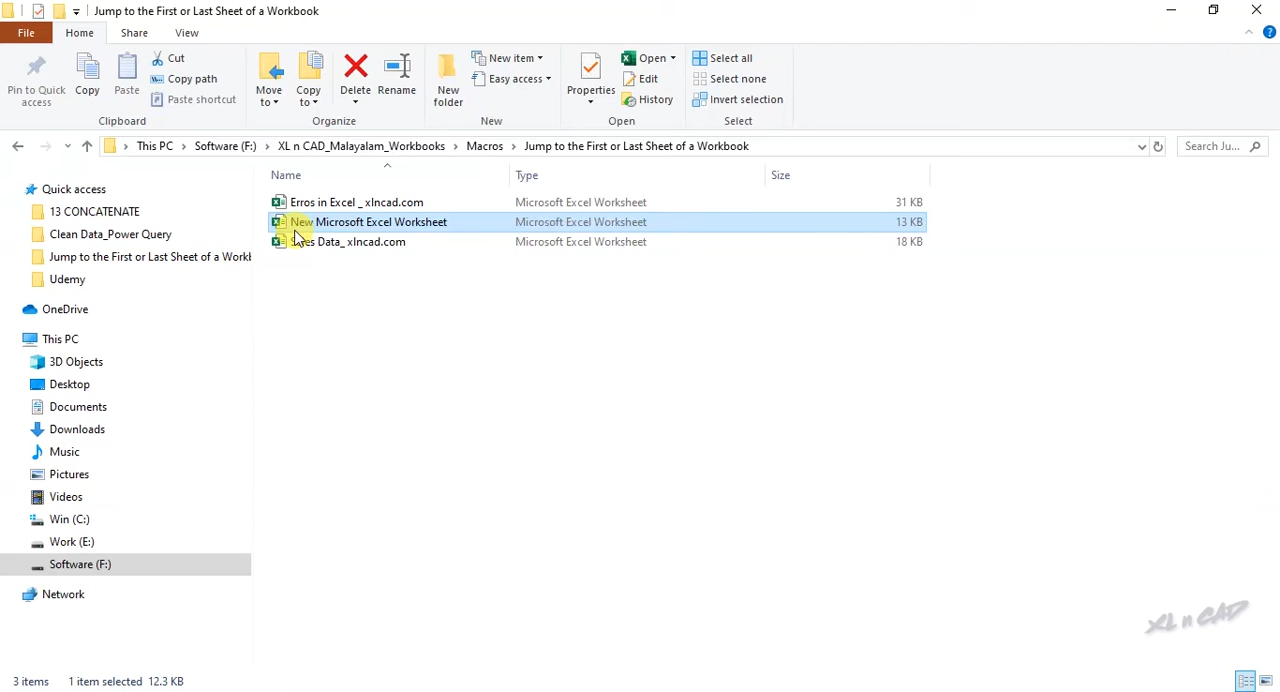 Jump to the First or Last Sheet of a Workbook
File Home Share View
Pin to Quick access
Copy
Paste
Cut
Copy path
Paste shortcut
Clipboard
Move to
Copy to
Delete
Rename
Organize
New folder
New item
Easy access
New
Properties
Open
Edit
History
Open
Select all
Select none
Invert selection
Select
This PC > Software (F:) > XL n CAD_Malayalam_Workbooks > Macros > Jump to the First or Last Sheet of a Workbook
Search Ju...
Name Type Size
Erros in Excel _ xlncad.com Microsoft Excel Worksheet 31 KB
New Microsoft Excel Worksheet Microsoft Excel Worksheet 13 KB
Data_ xlncad.com Microsoft Excel Worksheet 18 KB
Quick access
13 CONCATENATE
Clean Data_Power Query
Jump to the First or Last Sheet of a Work
Udemy
OneDrive
This PC
3D Objects
Desktop
Documents
Downloads
Music
Pictures
Videos
Win (C:)
Work (E:)
Software (F:)
Network
XL n CAD
3 items 1 item selected 12.3 KB